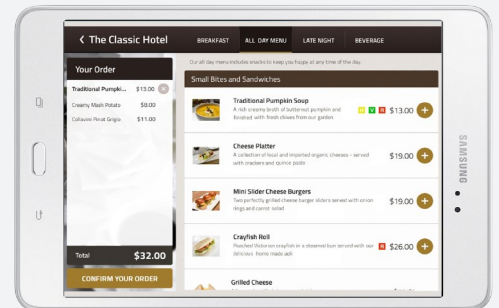 < The Classic Hotel
BREAKFAST ALL DAY MENU LATE NIGHT BEVERAGE
Our all day menu includes snacks to keep you happy at any time of the day.
Your Order
Traditional Pumpki... $13.00
Creamy Mash Potato $8.00
Collavini Pinot Grigio $11.00
Total $32.00
CONFIRM YOUR ORDER
Small Bites and Sandwiches
Traditional Pumpkin Soup
A rich creamy broth of butternut pumpkin and
finished with fresh chives from our garden
V $13.00 +
Cheese Platter
A collection of local and imported organic cheeses - served
with crackers and quince paste
$19.00 +
Mini Slider Cheese Burgers
Two perfectly grilled cheese burger sliders served with onion
rings and carrot salad
$19.00 +
Crayfish Roll
Poached Victorian crayfish in a steamed bun served with our
delicious home made aoli
R $26.00 +
Grilled Cheese
SAMSUNG